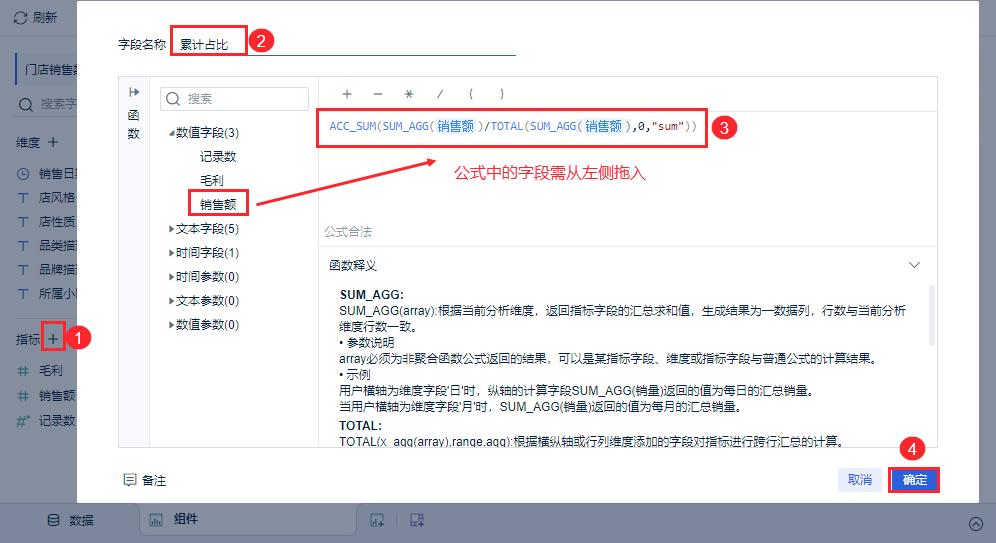 刷新
字段名称 累计占比 2
门店销售数
搜索字
维度 +
销售日期
店风格
店性质
品类描述
品牌描述
所属小
指标 + 1
毛利
销售额
记录数
函数
搜索
数值字段(3)
记录数
毛利
销售额
文本字段(5)
时间字段(1)
时间参数(0)
文本参数(0)
数值参数(0)
+ − * / ( )
ACC_SUM(SUM_AGG(销售额)/TOTAL(SUM_AGG(销售额),0,"sum")) 3
公式中的字段需从左侧拖入
公式合法
函数释义
SUM_AGG:
SUM_AGG(array):根据当前分析维度，返回指标字段的汇总求和值，生成结果为一数据列，行数与当前分析
维度行数一致。
• 参数说明
array必须为非聚合函数公式返回的结果，可以是某指标字段、维度或指标字段与普通公式的计算结果。
• 示例
用户横轴为维度字段'日'时，纵轴的计算字段SUM_AGG(销量)返回的值为每日的汇总销量。
当用户横轴为维度字段'月'时，SUM_AGG(销量)返回的值为每月的汇总销量。
TOTAL:
TOTAL(x_agg(array),range,agg):根据横纵轴或行列维度添加的字段对指标进行跨行汇总的计算。
备注
4
取消 确定
数据 组件